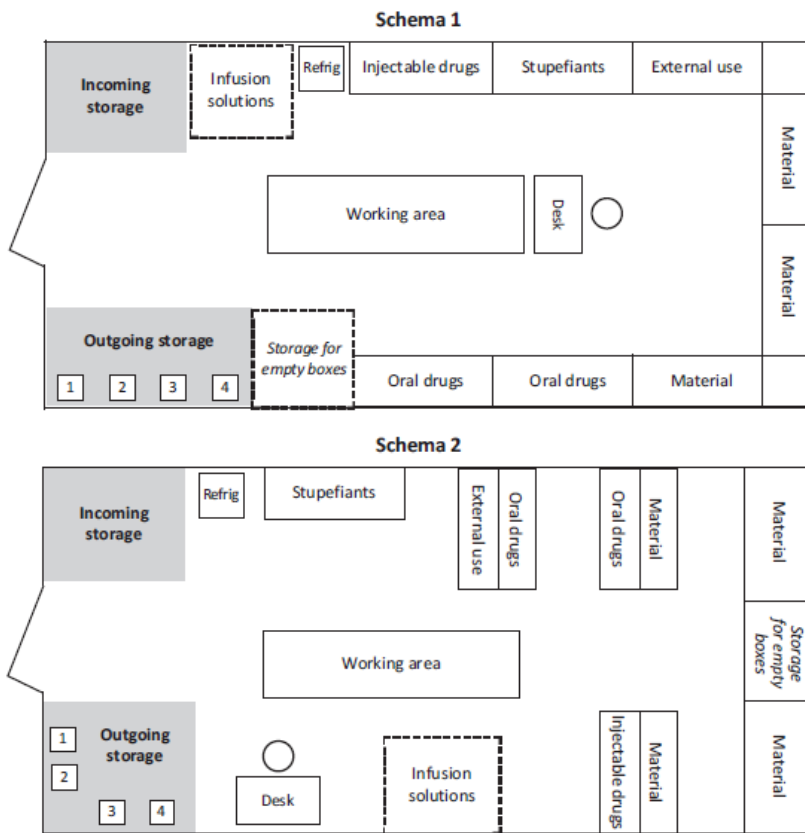 Schema 1
Incoming
storage
Infusion
solutions
Refrig
Injectable drugs
Stupefiants
External use
Material
Working area
Desk
Material
Outgoing storage
1
2
3
4
Storage for
empty boxes
Oral drugs
Oral drugs
Material
Schema 2
Incoming
storage
Refrig
Stupefiants
External use
Oral drugs
Oral drugs
Material
Material
Working area
Storage
for empty
boxes
1
2
Outgoing
storage
3
4
Desk
Infusion
solutions
Injectable drugs
Material
Material